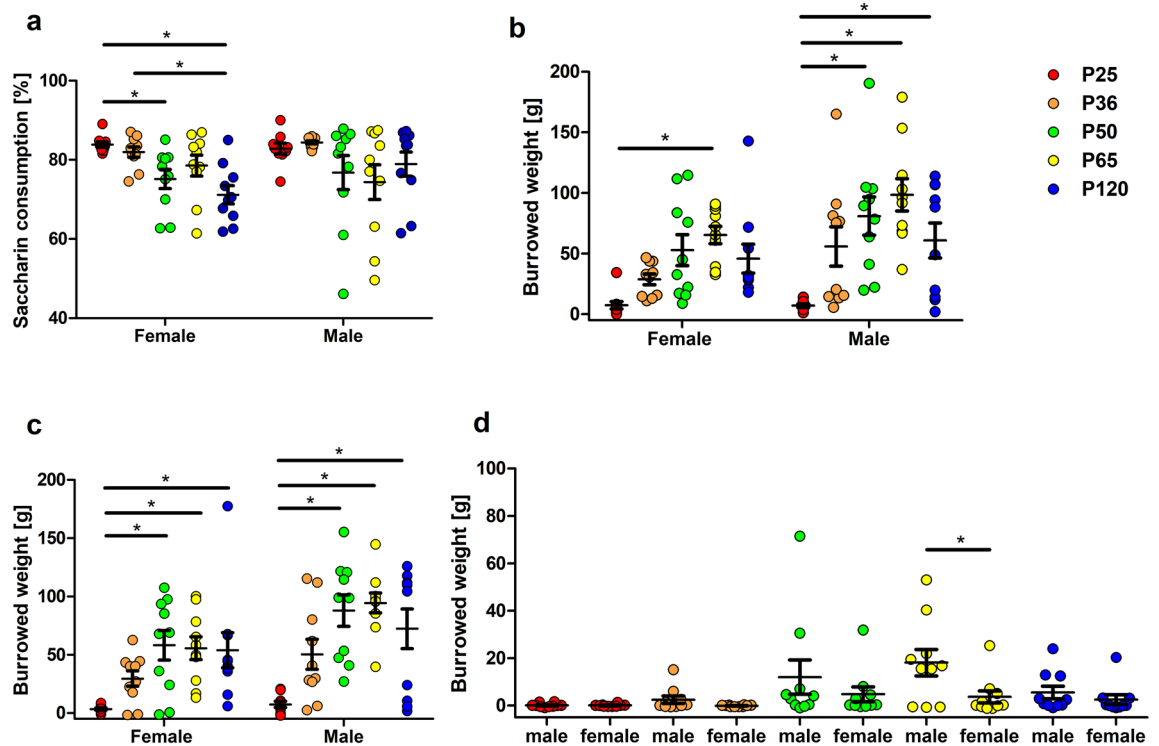 a
*
*
*
Saccharin consumption [%]
100
80
60
40
Female
Male
b
*
*
*
*
Burrowed weight [g]
200
150
100
50
0
Female
Male
P25
P36
P50
P65
P120
c
*
*
*
*
*
*
Burrowed weight [g]
200
150
100
50
0
Female
Male
d
*
Burrowed weight [g]
100
80
60
40
20
0
male female male female male female male female male female